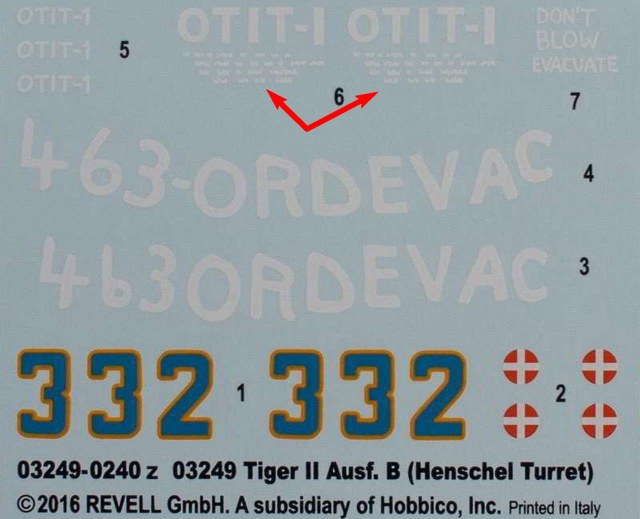 OTIT-1 OTIT-1 OTIT-1 DON'T
OTIT-1 5 BLOW
OTIT-1 6 EVACUATE
7
463-ORDEVAC 4
463ORDEVAC 3
332 1 332 2
03249-0240 z 03249 Tiger II Ausf. B (Henschel Turret)
©2016 REVELL GmbH. A subsidiary of Hobbico, Inc. Printed in Italy